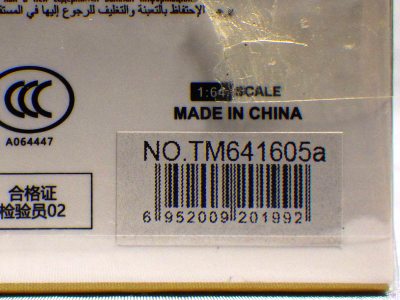 الإحتفاظ بالتعبئة والتغليف للرجوع إليها في المستقبل
1:64 SCALE
MADE IN CHINA
CCC
A064447
NO.TM641605a
合格证
检验员02
6 952009 201992